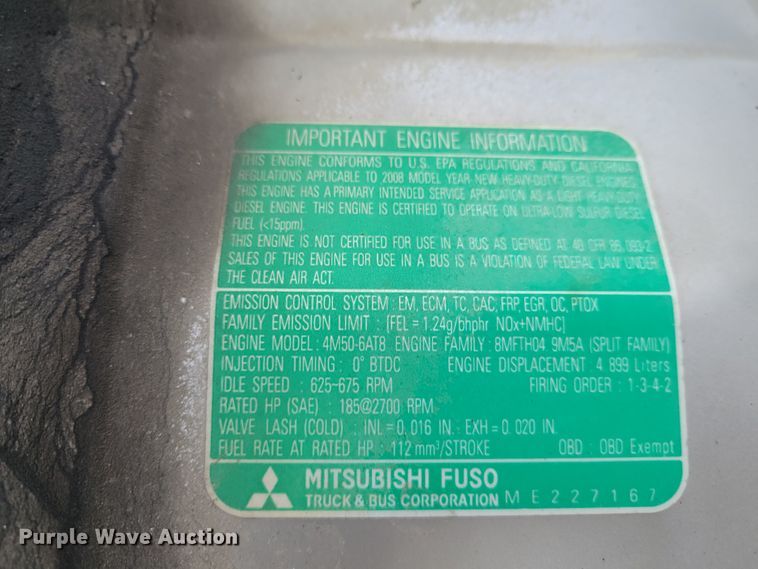 IMPORTANT ENGINE INFORMATION
THIS ENGINE CONFORMS TO U.S. EPA REGULATIONS AND CALIFORNIA
REGULATIONS APPLICABLE TO 2008 MODEL YEAR NEW HEAVY-DUTY DIESEL ENGINES.
THIS ENGINE HAS A PRIMARY INTENDED SERVICE APPLICATION AS A LIGHT HEAVY-DUTY
DIESEL ENGINE. THIS ENGINE IS CERTIFIED TO OPERATE ON ULTRA-LOW SULFUR DIESEL
FUEL (<15ppm).
THIS ENGINE IS NOT CERTIFIED FOR USE IN A BUS AS DEFINED AT 40 CFR 86.093-2.
SALES OF THIS ENGINE FOR USE IN A BUS IS A VIOLATION OF FEDERAL LAW UNDER
THE CLEAN AIR ACT.
EMISSION CONTROL SYSTEM : EM, ECM, TC, CAC, FRP, EGR, OC, PTOX
FAMILY EMISSION LIMIT : [FEL = 1.24g/bhphr NOx+NMHC]
ENGINE MODEL : 4M50-6AT8 ENGINE FAMILY : 8MFTH04.9M5A (SPLIT FAMILY)
INJECTION TIMING : 0° BTDC ENGINE DISPLACEMENT : 4.899 Liters
IDLE SPEED : 625-675 RPM FIRING ORDER : 1-3-4-2
RATED HP (SAE) : 185@2700 RPM
VALVE LASH (COLD) : INL = 0.016 IN. EXH = 0.020 IN.
FUEL RATE AT RATED HP : 112 mm³/STROKE OBD : OBD Exempt
MITSUBISHI FUSO
TRUCK & BUS CORPORATION ME227167
Purple Wave Auction